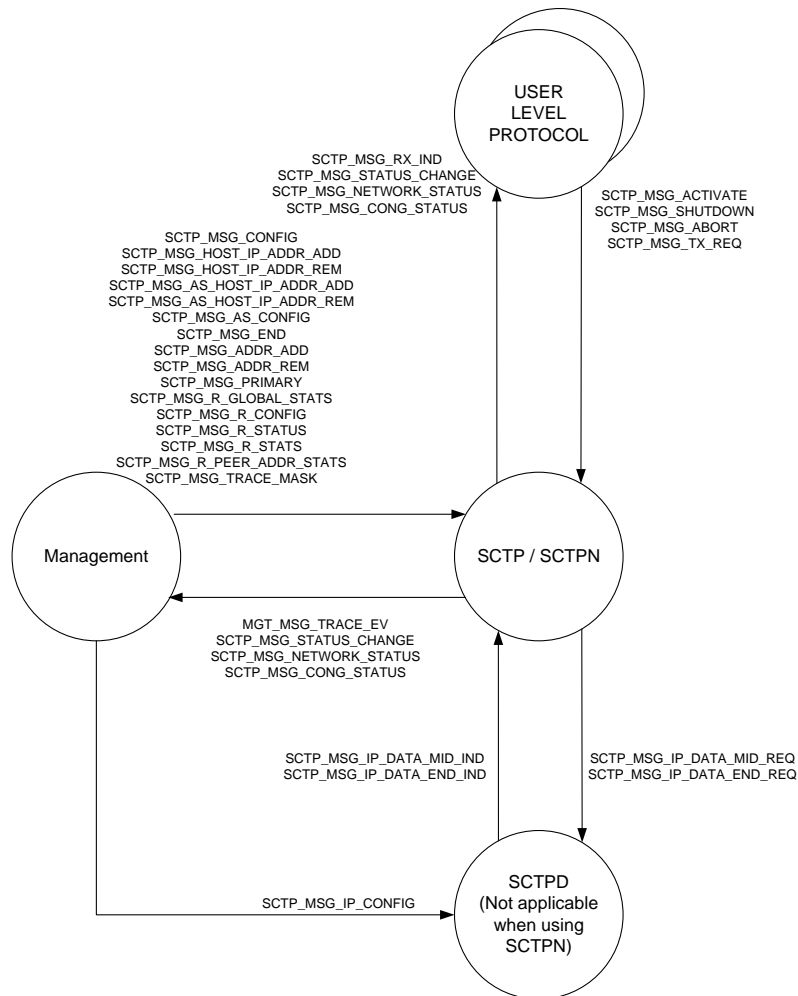 USER
LEVEL
PROTOCOL
SCTP_MSG_RX_IND
SCTP_MSG_STATUS_CHANGE
SCTP_MSG_NETWORK_STATUS
SCTP_MSG_CONG_STATUS
SCTP_MSG_ACTIVATE
SCTP_MSG_SHUTDOWN
SCTP_MSG_ABORT
SCTP_MSG_TX_REQ
SCTP_MSG_CONFIG
SCTP_MSG_HOST_IP_ADDR_ADD
SCTP_MSG_HOST_IP_ADDR_REM
SCTP_MSG_AS_HOST_IP_ADDR_ADD
SCTP_MSG_AS_HOST_IP_ADDR_REM
SCTP_MSG_AS_CONFIG
SCTP_MSG_END
SCTP_MSG_ADDR_ADD
SCTP_MSG_ADDR_REM
SCTP_MSG_PRIMARY
SCTP_MSG_R_GLOBAL_STATS
SCTP_MSG_R_CONFIG
SCTP_MSG_R_STATUS
SCTP_MSG_R_STATS
SCTP_MSG_R_PEER_ADDR_STATS
SCTP_MSG_TRACE_MASK
Management
SCTP / SCTPN
MGT_MSG_TRACE_EV
SCTP_MSG_STATUS_CHANGE
SCTP_MSG_NETWORK_STATUS
SCTP_MSG_CONG_STATUS
SCTP_MSG_IP_DATA_MID_IND
SCTP_MSG_IP_DATA_END_IND
SCTP_MSG_IP_DATA_MID_REQ
SCTP_MSG_IP_DATA_END_REQ
SCTP_MSG_IP_CONFIG
SCTPD
(Not applicable
when using
SCTPN)